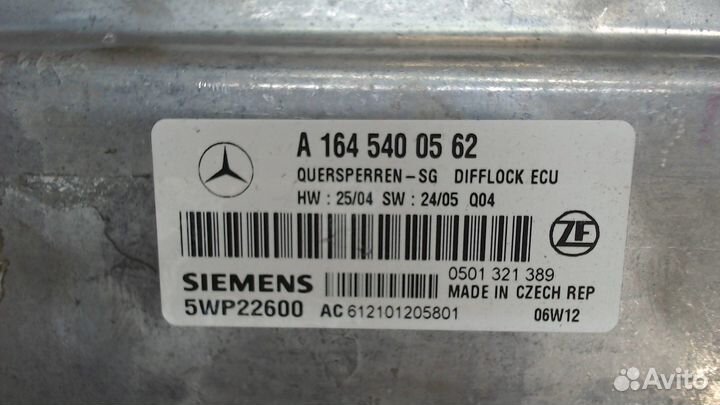 A 164 540 05 62
QUERSPERREN-SG DIFFLOCK ECU
HW : 25/04 SW : 24/05 Q04
ZF
0501 321 389
SIEMENS
MADE IN CZECH REP
5WP22600 AC 612101205801 06W12
Avito